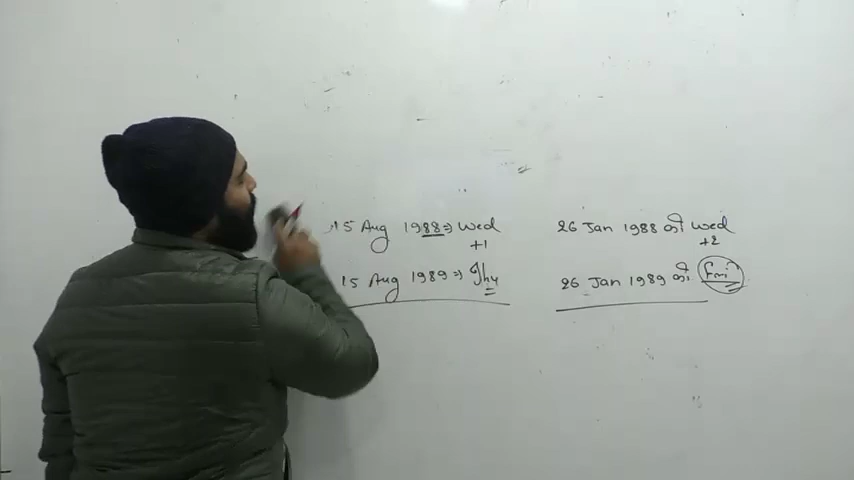 15 Aug 1988 ⇒ Wed
+1
15 Aug 1989 ⇒ Thu
26 Jan 1988 को Wed
+2
26 Jan 1989 को Fri